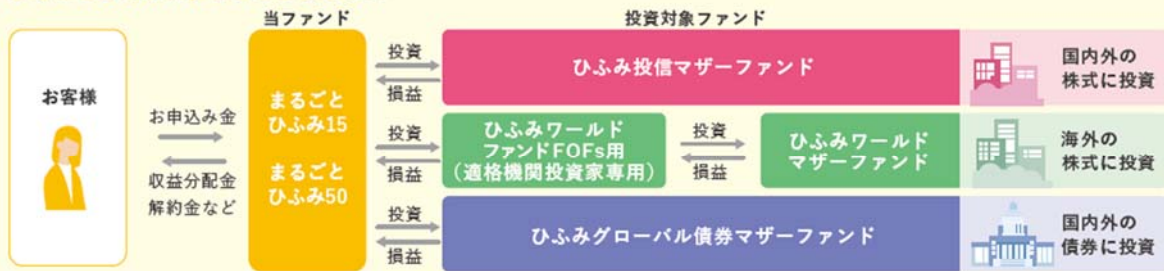 当ファンド
投資対象ファンド
お客様
お申込み金
収益分配金
解約金など
まるごと
ひふみ15
まるごと
ひふみ50
投資
損益
ひふみ投信マザーファンド
国内外の
株式に投資
投資
損益
ひふみワールド
ファンドFOFs用
(適格機関投資家専用)
投資
損益
ひふみワールド
マザーファンド
海外の
株式に投資
投資
損益
ひふみグローバル債券マザーファンド
国内外の
債券に投資